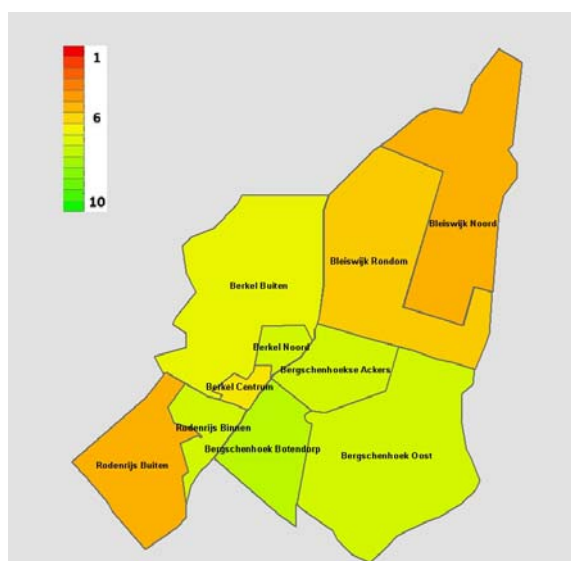 1
6
10
Bleiswijk Noord
Bleiswijk Rondom
Berkel Buiten
Berkel Noord
Bergschenhoekse Ackers
Berkel Centrum
Rodenrijs Binnen
Bergschenhoek Botendorp
Bergschenhoek Oost
Rodenrijs Buiten